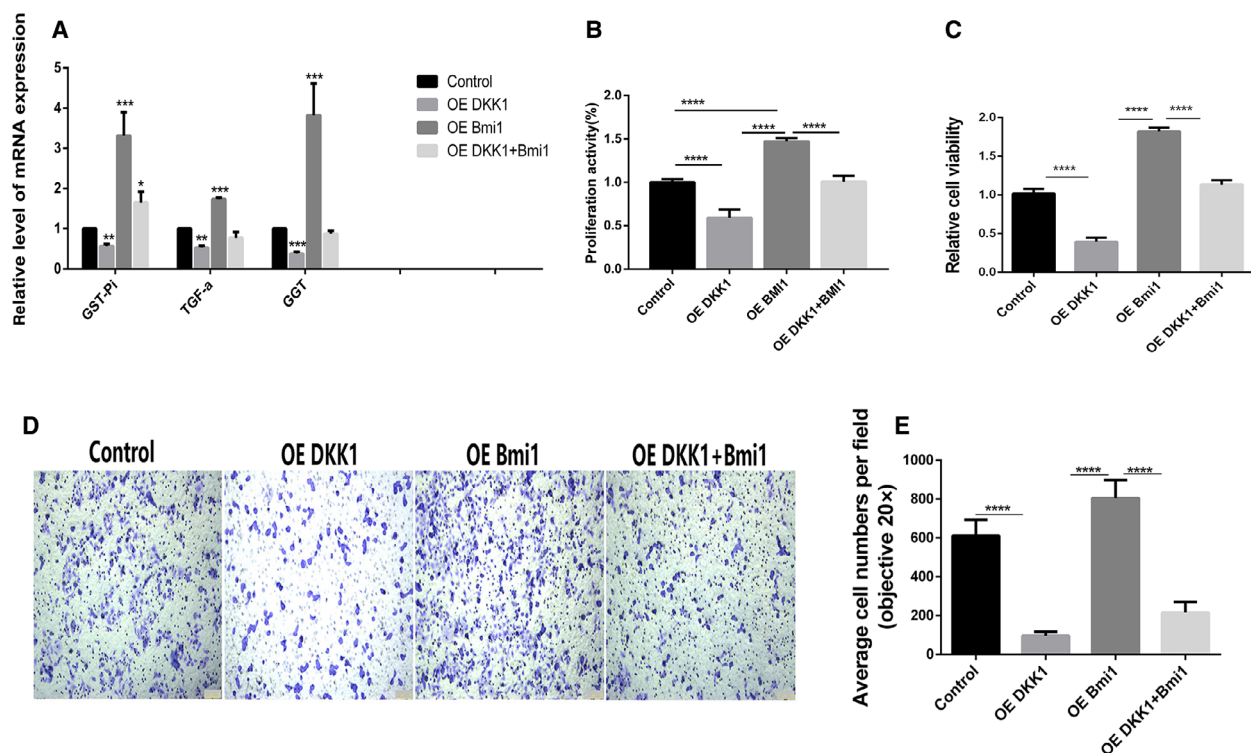 A
Relative level of mRNA expression
5
4
3
2
1
0
***
***
***
*
**
**
***
GST-Pi
TGF-a
GGT
Control
OE DKK1
OE Bmi1
OE DKK1+Bmi1
B
Proliferation activity(%)
2.0
1.5
1.0
0.5
0.0
****
****
****
****
Control
OE DKK1
OE BMI1
OE DKK1+BMI1
C
Relative cell viability
2.0
1.5
1.0
0.5
0.0
****
****
****
Control
OE DKK1
OE Bmi1
OE DKK1+Bmi1
D
Control
OE DKK1
OE Bmi1
OE DKK1+Bmi1
E
Average cell numbers per field
(objective 20×)
1000
800
600
400
200
0
****
****
****
Control
OE DKK1
OE Bmi1
OE DKK1+Bmi1